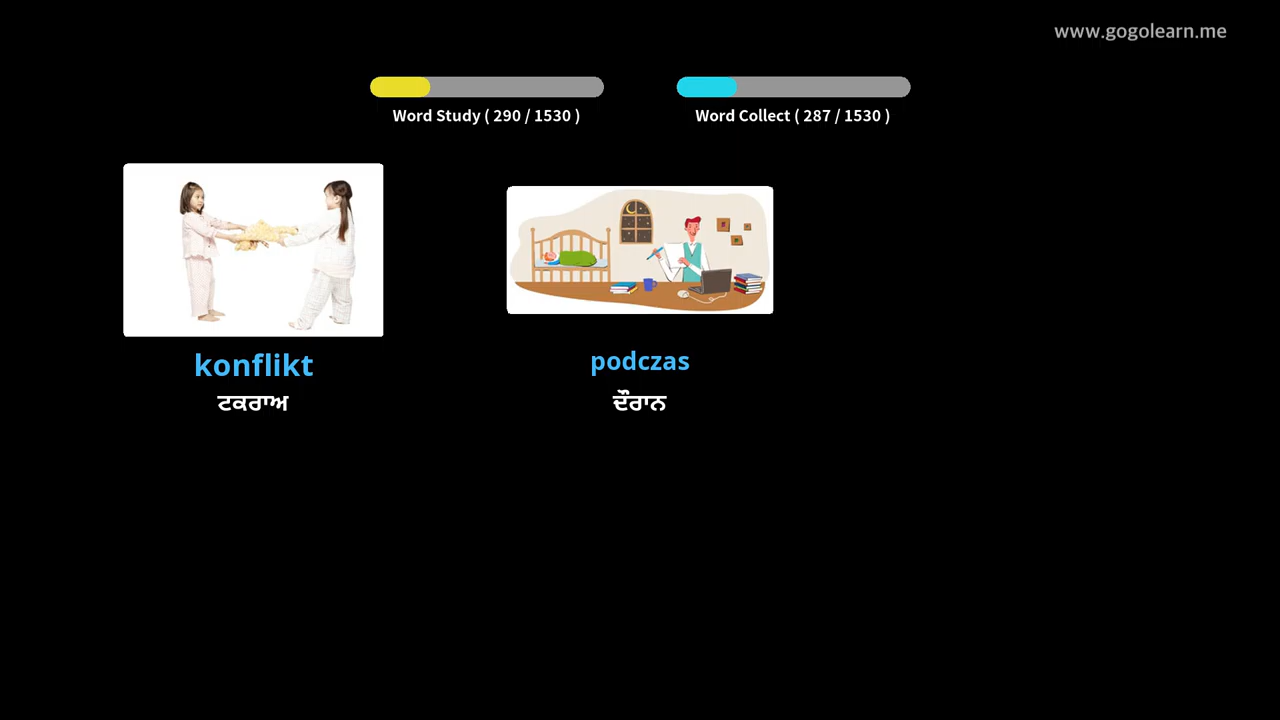 www.gogolearn.me
Word Study ( 290 / 1530 )
Word Collect ( 287 / 1530 )
konflikt
ਟਕਰਾਅ
podczas
ਦੌਰਾਨ